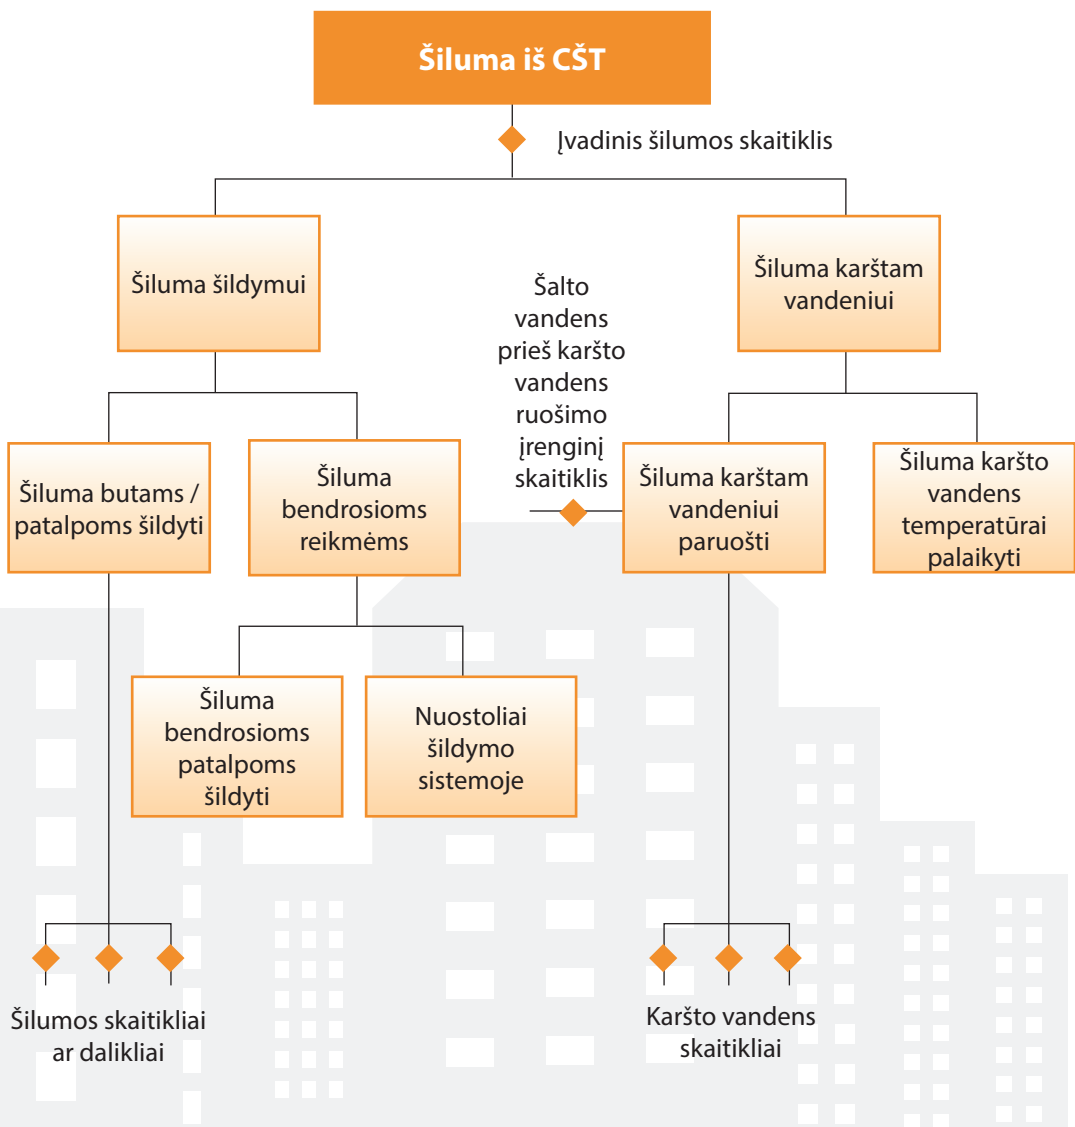 Šiluma iš CŠT
Įvadinis šilumos skaitiklis
Šiluma šildymui
Šiluma karštam
vandeniui
Šalto
vandens
prieš karšto
vandens
ruošimo
įrenginį
skaitiklis
Šiluma butams /
patalpoms šildyti
Šiluma
bendrosioms
reikmėms
Šiluma karštam
vandeniui
paruošti
Šiluma karšto
vandens
temperatūrai
palaikyti
Šiluma
bendrosioms
patalpoms
šildyti
Nuostoliai
šildymo
sistemoje
Šilumos skaitikliai
ar dalikliai
Karšto vandens
skaitikliai